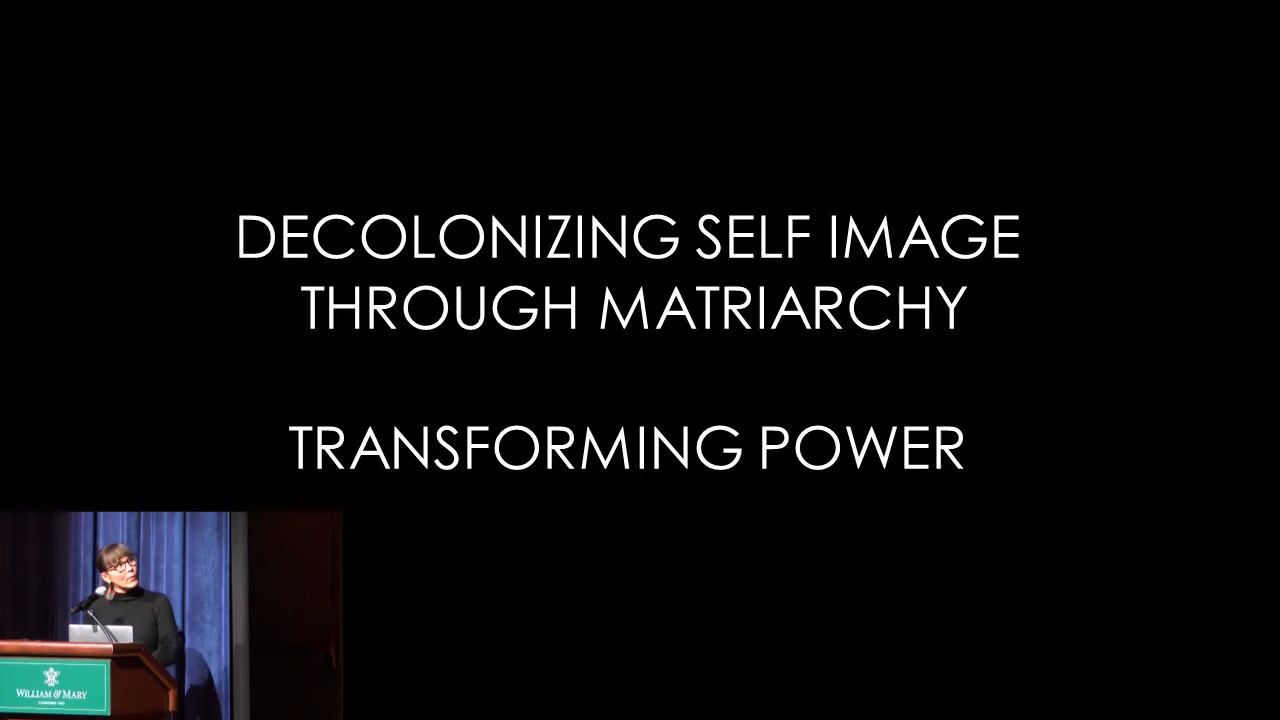 DECOLONIZING SELF IMAGE
THROUGH MATRIARCHY
TRANSFORMING POWER
WILLIAM & MARY